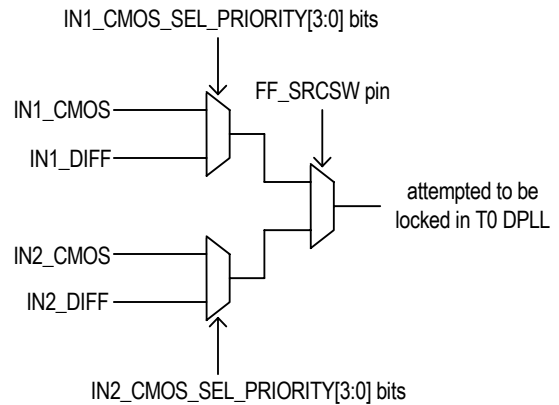 IN1_CMOS_SEL_PRIORITY[3:0] bits
FF_SRCSW pin
IN1_CMOS
IN1_DIFF
attempted to be
locked in T0 DPLL
IN2_CMOS
IN2_DIFF
IN2_CMOS_SEL_PRIORITY[3:0] bits